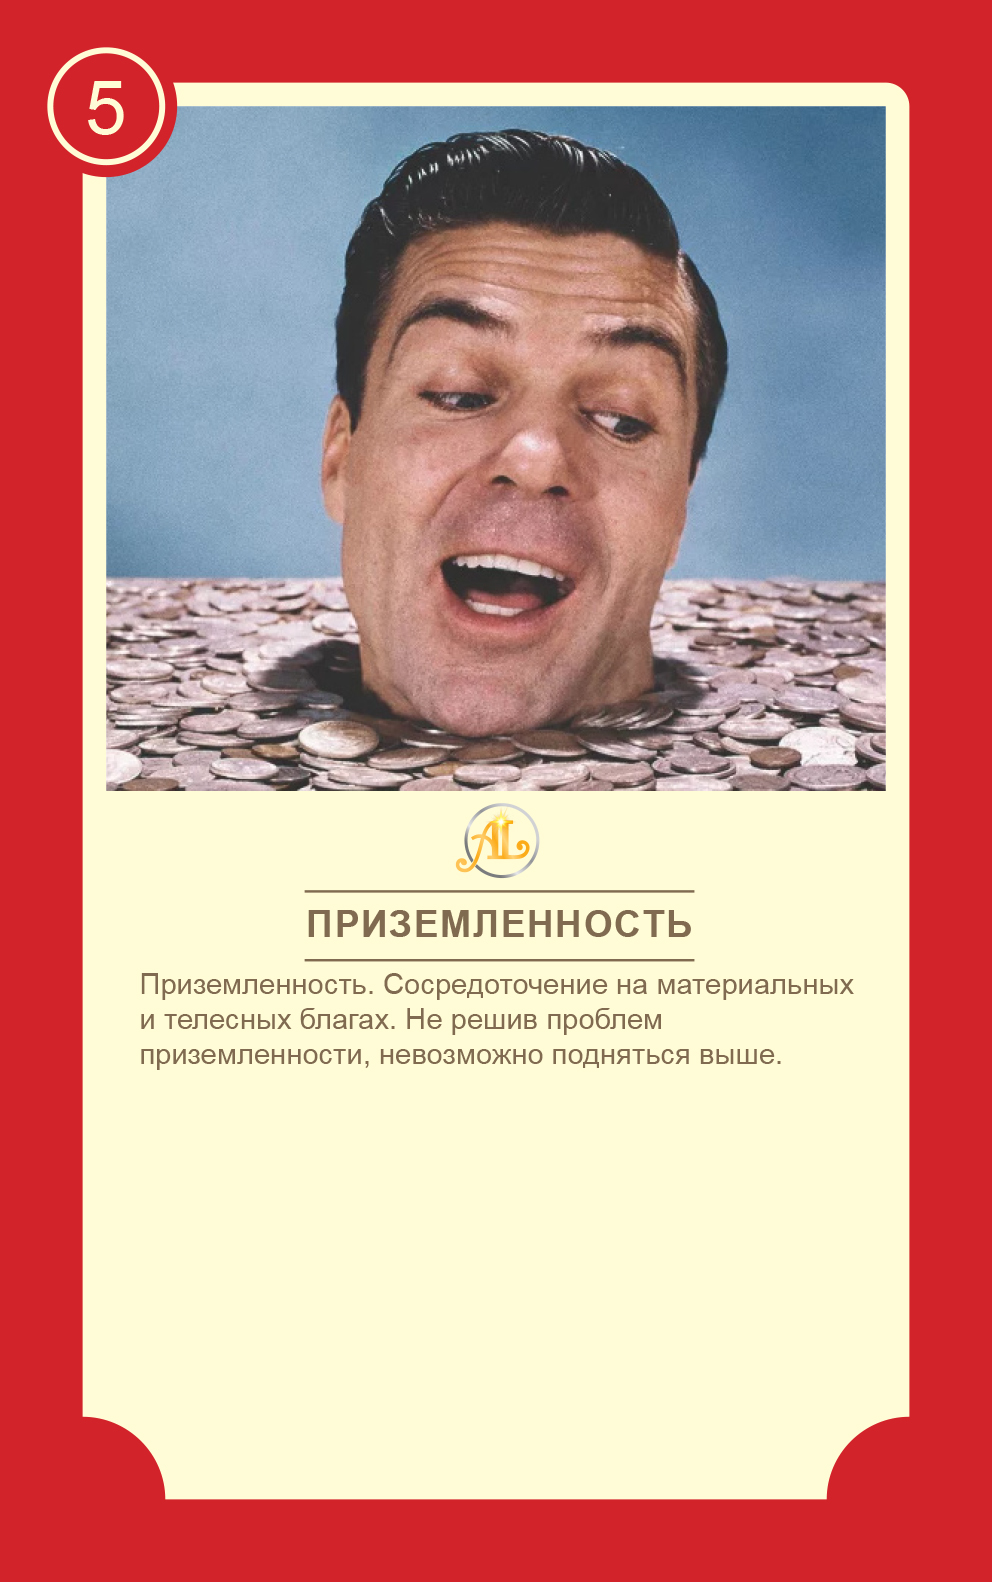 5
AL
ПРИЗЕМЛЕННОСТЬ
Приземленность. Сосредоточение на материальных
и телесных благах. Не решив проблем
приземленности, невозможно подняться выше.